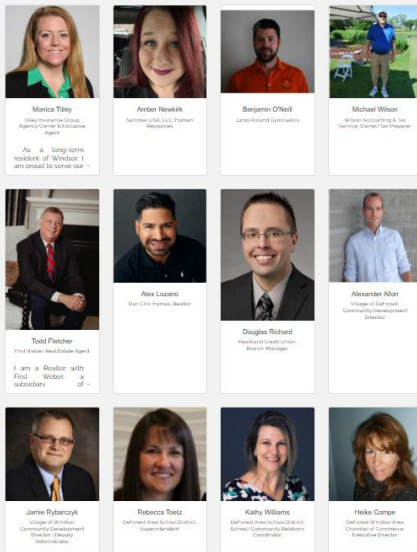 Monica Tilley
Tilley Insurance Group,
Agency Owner & Exclusive
Agent
As a long-term
resident of Windsor, I
am proud to serve our
Amber Newkirk
USA, LLC, Human
Resources
Benjamin O'Neill
Jump Around Gymnastics
Michael Wilson
Wilson Accounting & Tax
Service, Owner/Tax Preparer
Todd Fletcher
First Weber, Real Estate Agent
I am a Realtor with
First Weber, a
subsidiary of
Alex Lozano
Homes, Realtor
Douglas Richard
Heartland Credit Union,
Branch Manager
Alexander Allon
Village of DeForest
Community Development
Director
Jamie Rybarczyk
Village of Windsor
Community Development
Director | Deputy
Administrator
Rebecca Toetz
DeForest Area School District
Superintendent
Kathy Williams
DeForest Area School District,
School/Community Relations
Coordinator
Heike Compe
DeForest Windsor Area
Chamber of Commerce,
Executive Director